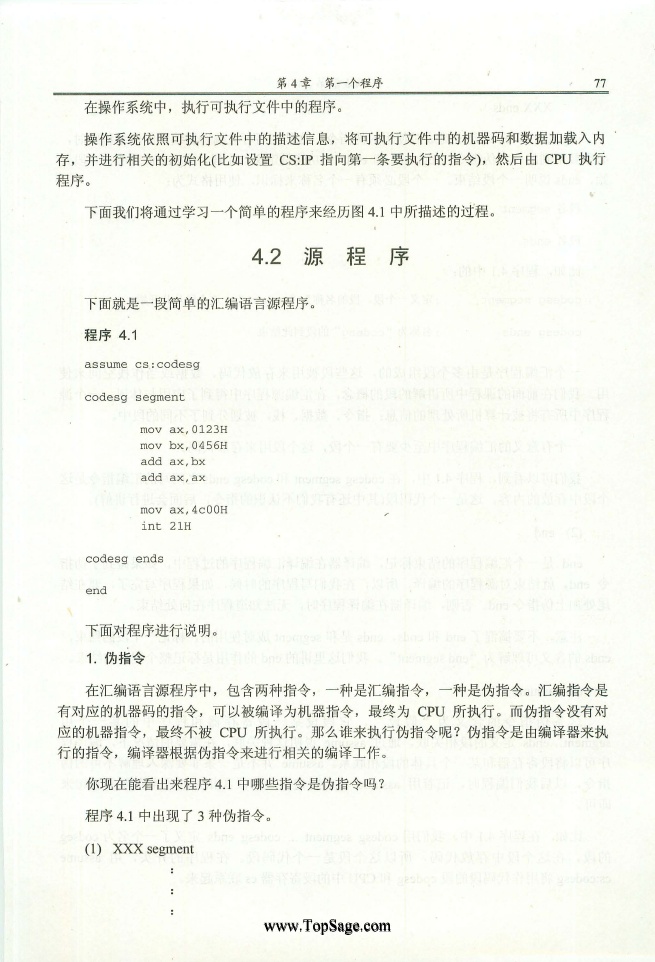 第 4 章 第一个程序 77
在操作系统中，执行可执行文件中的程序。
操作系统依照可执行文件中的描述信息，将可执行文件中的机器码和数据加载入内
存，并进行相关的初始化(比如设置 CS:IP 指向第一条要执行的指令)，然后由 CPU 执行
程序。
下面我们将通过学习一个简单的程序来经历图 4.1 中所描述的过程。
4.2 源 程 序
下面就是一段简单的汇编语言源程序。
程序 4.1
assume cs:codesg
codesg segment
mov ax,0123H
mov bx,0456H
add ax,bx
add ax,ax
mov ax,4c00H
int 21H
codesg ends
end
下面对程序进行说明。
1. 伪指令
在汇编语言源程序中，包含两种指令，一种是汇编指令，一种是伪指令。汇编指令是
有对应的机器码的指令，可以被编译为机器指令，最终为 CPU 所执行。而伪指令没有对
应的机器指令，最终不被 CPU 所执行。那么谁来执行伪指令呢？伪指令是由编译器来执
行的指令，编译器根据伪指令来进行相关的编译工作。
你现在能看出来程序 4.1 中哪些指令是伪指令吗？
程序 4.1 中出现了 3 种伪指令。
(1) XXX segment
:
:
:
www.TopSage.com